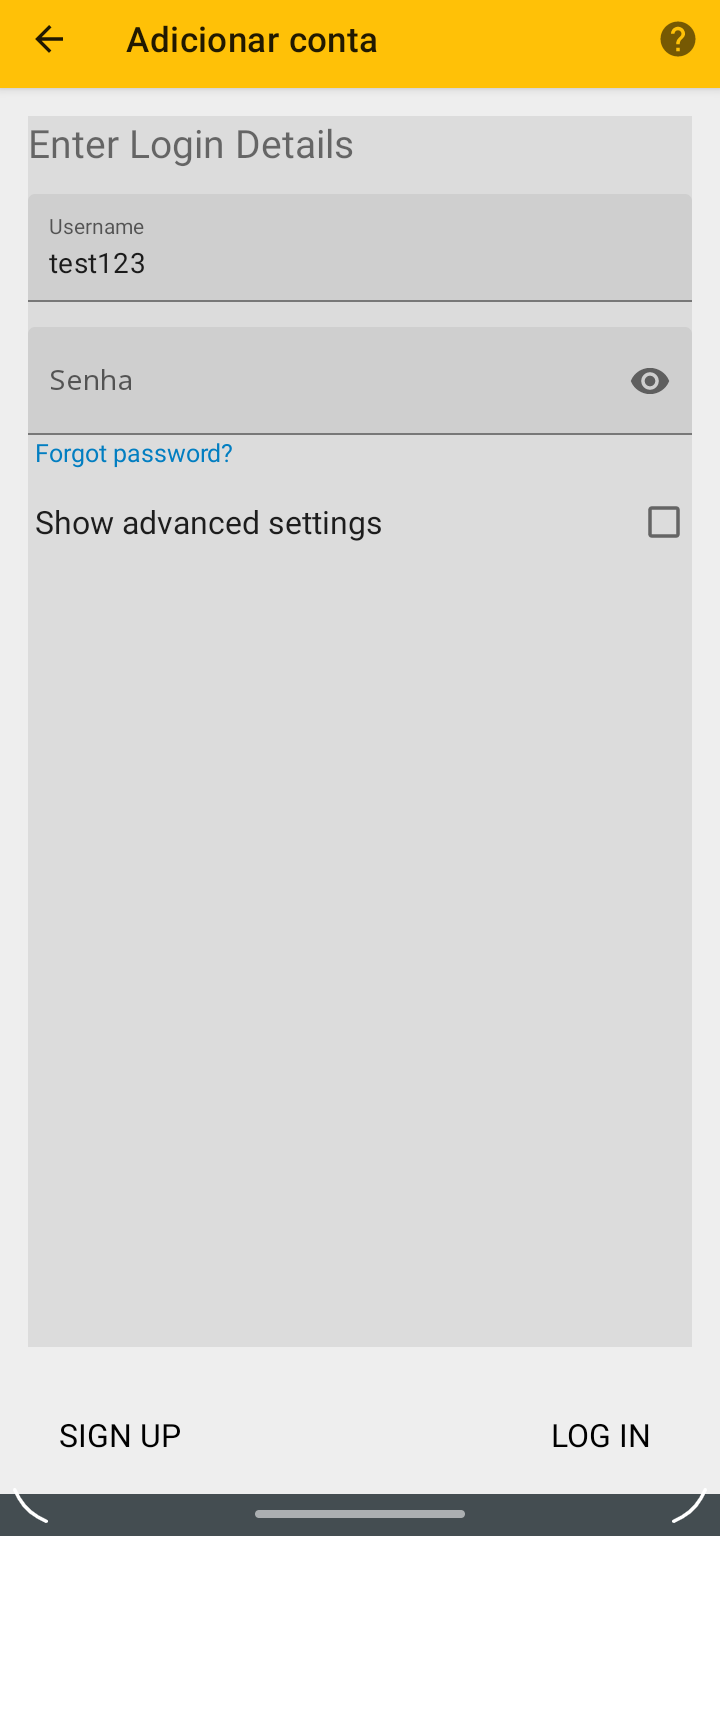 Adicionar conta
Enter Login Details
Username
test123
Senha
Forgot password?
Show advanced settings
SIGN UP
LOG IN